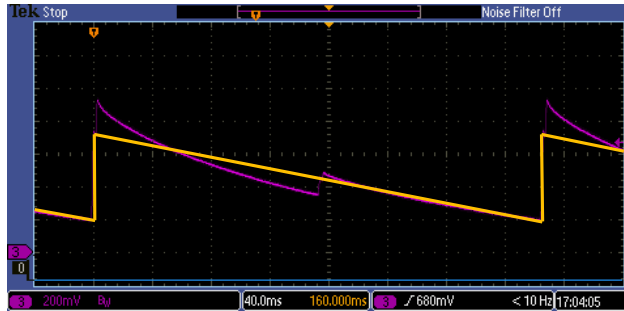 Tek Stop Noise Filter Off
T
T
3
0
3 200mV BW 40.0ms 160.000ms 3 680mV < 10 Hz 17:04:05